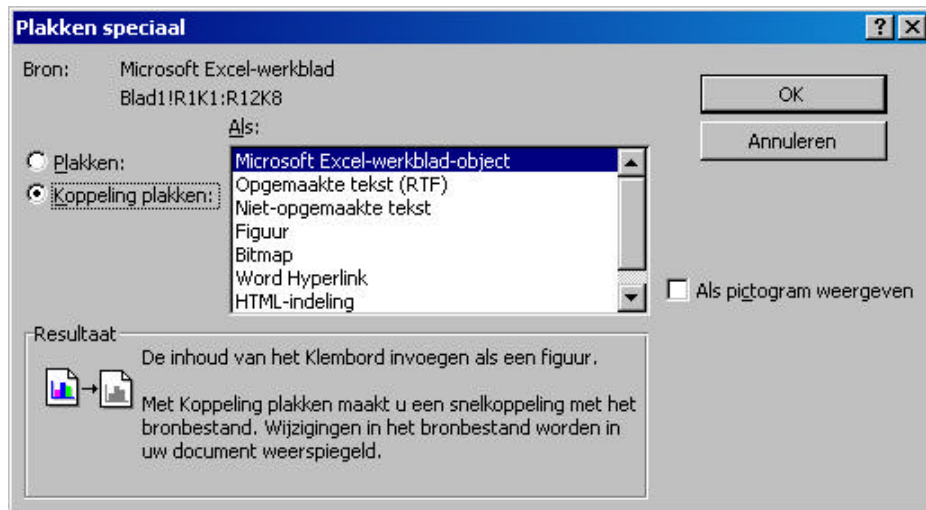 Plakken speciaal
Bron: Microsoft Excel-werkblad
Blad1!R1K1:R12K8
OK
Annuleren
Als:
Plakken:
Koppeling plakken:
Microsoft Excel-werkblad-object
Opgemaakte tekst (RTF)
Niet-opgemaakte tekst
Figuur
Bitmap
Word Hyperlink
HTML-indeling
Als pictogram weergeven
Resultaat
De inhoud van het Klembord invoegen als een figuur.
Met Koppeling plakken maakt u een snelkoppeling met het
bronbestand. Wijzigingen in het bronbestand worden in
uw document weerspiegeld.